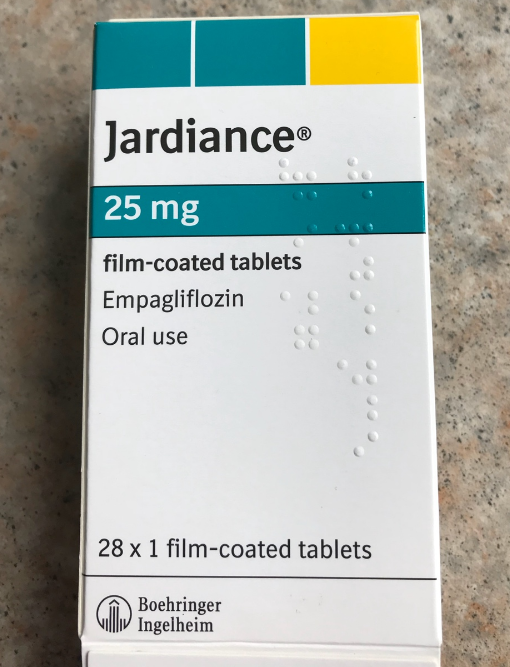 Jardiance®
25 mg
film-coated tablets
Empagliflozin
Oral use
28 x 1 film-coated tablets
Boehringer
Ingelheim